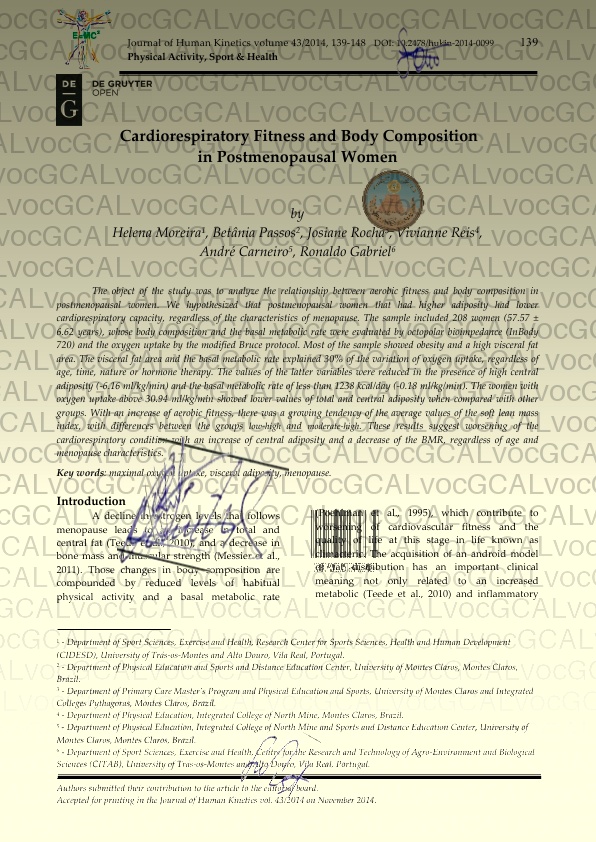 Journal of Human Kinetics volume 43/2014, 139-148 DOI: 10.2478/hukin-2014-0099 139
Physical Activity, Sport & Health
DE
G
DE GRUYTER
OPEN
Cardiorespiratory Fitness and Body Composition
in Postmenopausal Women
by
Helena Moreira¹, Betânia Passos², Josiane Rocha³, Vivianne Reis⁴,
André Carneiro⁵, Ronaldo Gabriel⁶
The object of the study was to analyze the relationship between aerobic fitness and body composition in
postmenopausal women. We hypothesized that postmenopausal women that had higher adiposity had lower
cardiorespiratory capacity, regardless of the characteristics of menopause. The sample included 208 women (57.57 ±
6.62 years), whose body composition and the basal metabolic rate were evaluated by octopolar bioimpedance (InBody
720) and the oxygen uptake by the modified Bruce protocol. Most of the sample showed obesity and a high visceral fat
area. The visceral fat area and the basal metabolic rate explained 30% of the variation of oxygen uptake, regardless of
age, time, nature or hormone therapy. The values of the latter variables were reduced in the presence of high central
adiposity (-6.16 ml/kg/min) and the basal metabolic rate of less than 1238 kcal/day (-0.18 ml/kg/min). The women with
oxygen uptake above 30.94 ml/kg/min showed lower values of total and central adiposity when compared with other
groups. With an increase of aerobic fitness, there was a growing tendency of the average values of the soft lean mass
index, with differences between the groups low-high and moderate-high. These results suggest worsening of the
cardiorespiratory condition with an increase of central adiposity and a decrease of the BMR, regardless of age and
menopause characteristics.
Key words: maximal oxygen uptake, visceral adiposity, menopause.
Introduction
A decline in estrogen levels that follows
menopause leads to increase in total and
central fat (Teede 2010) and a decrease in
bone mass and muscular strength (Messier et al.,
2011). Those changes in body composition are
compounded by reduced levels of habitual
physical activity and a basal metabolic rate
(Poehlman et al., 1995), which contribute to
worsening of cardiovascular fitness and the
quality of life at this stage in life known as
climacteric. The acquisition of an android model
of fat distribution has an important clinical
meaning not only related to an increased
metabolic (Teede et al., 2010) and inflammatory
¹ - Department of Sport Sciences, Exercise and Health, Research Center for Sports Sciences, Health and Human Development
(CIDESD), University of Trás-os-Montes and Alto Douro, Vila Real, Portugal.
² - Department of Physical Education and Sports and Distance Education Center, University of Montes Claros, Montes Claros,
Brazil.
³ - Department of Primary Care Master's Program and Physical Education and Sports, University of Montes Claros and Integrated
Colleges Pythagoras, Montes Claros, Brazil.
⁴ - Department of Physical Education, Integrated College of North Mine, Montes Claros, Brazil.
⁵ - Department of Physical Education, Integrated College of North Mine and Sports and Distance Education Center, University of
Montes Claros, Montes Claros, Brazil.
⁶ - Department of Sport Sciences, Exercise and Health, Centre for the Research and Technology of Agro-Environment and Biological
Sciences (CITAB), University of Tras-os-Montes and Alto Douro, Vila Real, Portugal.
Authors submitted their contribution to the article to the editorial board.
Accepted for printing in the Journal of Human Kinetics vol. 43/2014 on November 2014.